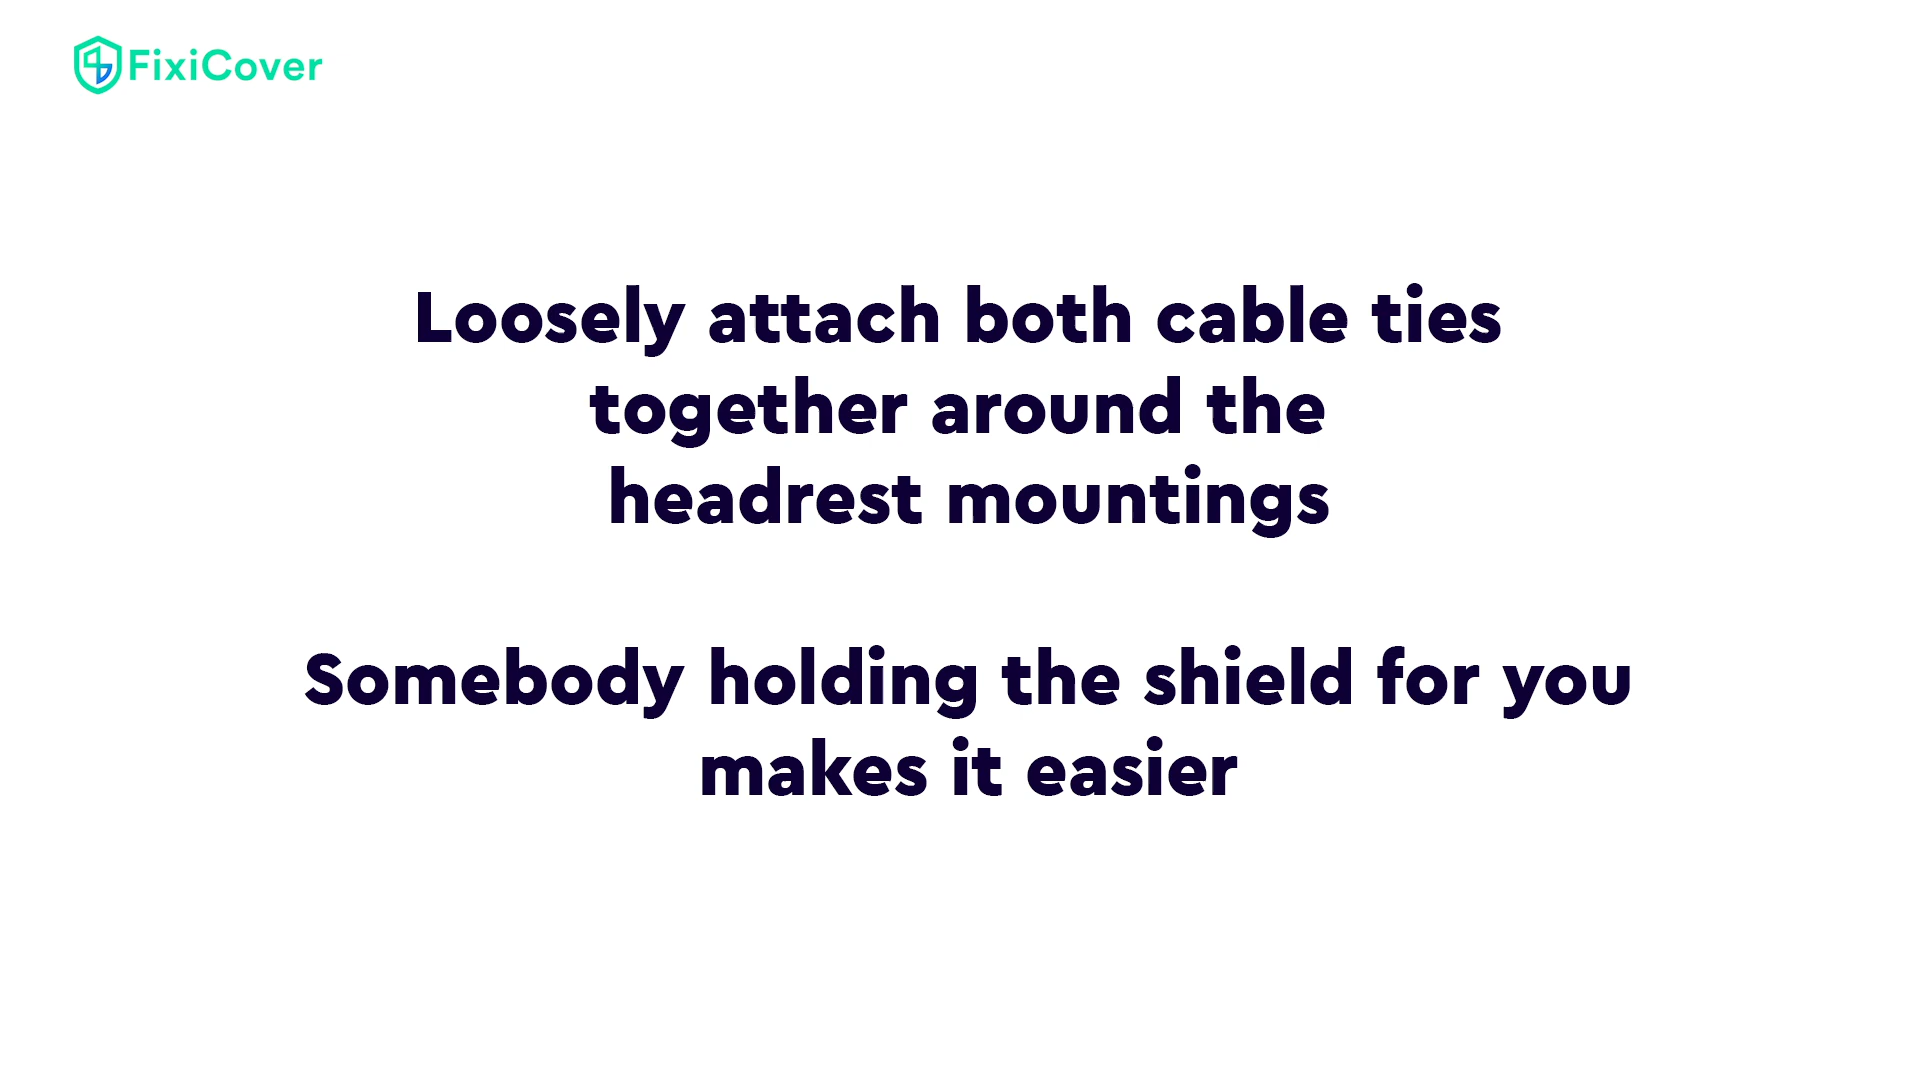 FixiCover
Loosely attach both cable ties
together around the
headrest mountings
Somebody holding the shield for you
makes it easier